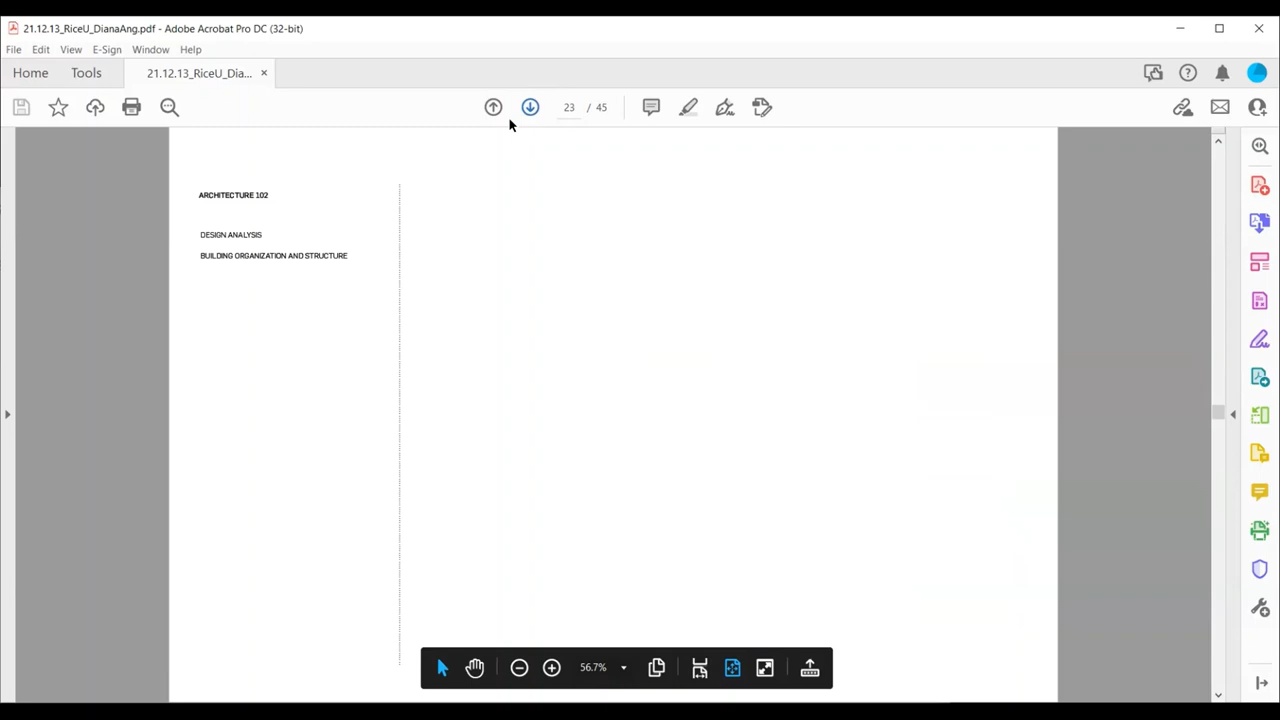 21.12.13_RiceU_DianaAng.pdf - Adobe Acrobat Pro DC (32-bit)
File Edit View E-Sign Window Help
Home Tools 21.12.13_RiceU_Dia... ×
23 / 45
ARCHITECTURE 102
DESIGN ANALYSIS
BUILDING ORGANIZATION AND STRUCTURE
56.7%